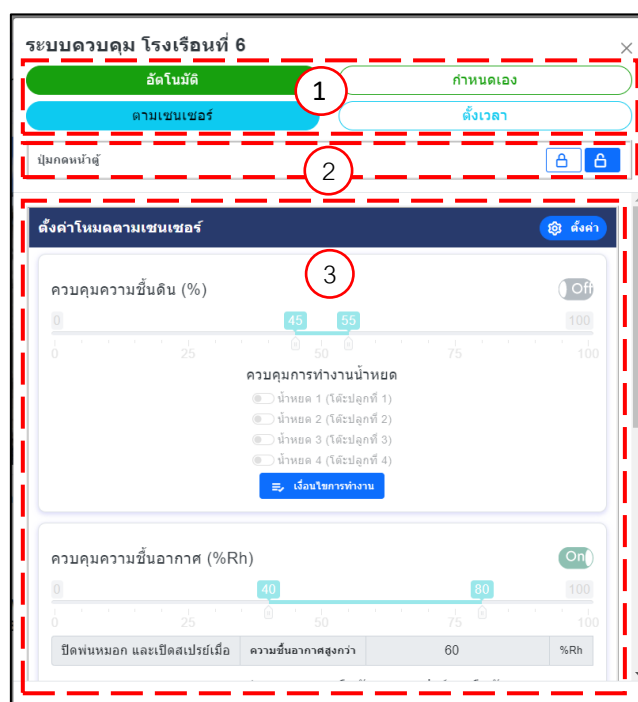 ระบบควบคุม โรงเรือนที่ 6
อัตโนมัติ กำหนดเอง
1
ตามเซนเซอร์ ตั้งเวลา
ปุ่มกดหน้าตู้
2
ตั้งค่าโหมดตามเซนเซอร์ ตั้งค่า
3
ควบคุมความชื้นดิน (%) Off
0 45 55 100
0 25 50 75 100
ควบคุมการทำงานน้ำหยด
น้ำหยด 1 (โต๊ะปลูกที่ 1)
น้ำหยด 2 (โต๊ะปลูกที่ 2)
น้ำหยด 3 (โต๊ะปลูกที่ 3)
น้ำหยด 4 (โต๊ะปลูกที่ 4)
เงื่อนไขการทำงาน
ควบคุมความชื้นอากาศ (%Rh) On
0 40 80 100
0 25 50 75 100
ปิดพ่นหมอก และเปิดสเปรย์เมื่อ ความชื้นอากาศสูงกว่า 60 %Rh